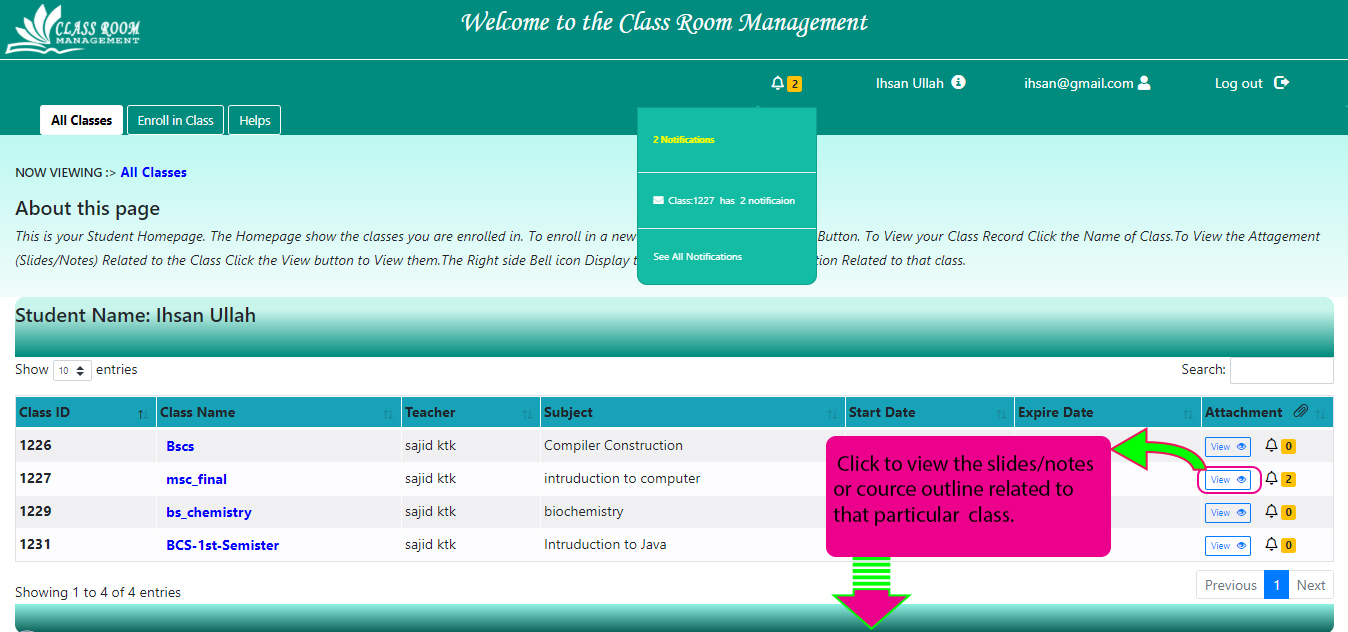 CLASS ROOM
MANAGEMENT
Welcome to the Class Room Management
2
Ihsan Ullah
ihsan@gmail.com
Log out
All Classes
Enroll in Class
Helps
2 Notifications
Class:1227 has 2 notificaion
See All Notifications
NOW VIEWING :> All Classes
About this page
This is your Student Homepage. The Homepage show the classes you are enrolled in. To enroll in a new Button. To View your Class Record Click the Name of Class.To View the Attagement
(Slides/Notes) Related to the Class Click the View button to View them.The Right side Bell icon Display tion Related to that class.
Student Name: Ihsan Ullah
Show 10 entries
Search:
Class ID Class Name Teacher Subject Start Date Expire Date Attachment
1226 Bscs sajid ktk Compiler Construction View 0
1227 msc_final sajid ktk intruduction to computer View 2
1229 bs_chemistry sajid ktk biochemistry View 0
1231 BCS-1st-Semister sajid ktk Intruduction to Java View 0
Click to view the slides/notes
or cource outline related to
that particular class.
Showing 1 to 4 of 4 entries
Previous 1 Next